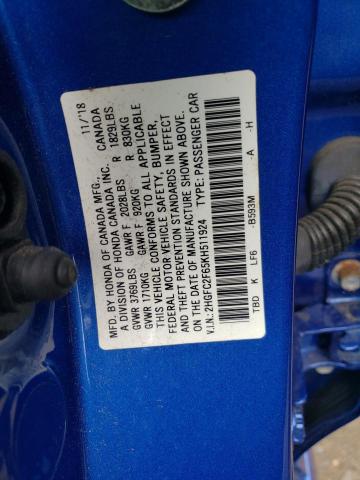 MFD. BY HONDA OF CANADA MFG., CANADA 11/'18
A DIVISION OF HONDA CANADA INC.
GVWR 3769LBS GAWR F 2028LBS R 1829LBS
GVWR 1710KG GAWR F 920KG R 830KG
THIS VEHICLE CONFORMS TO ALL APPLICABLE
FEDERAL MOTOR VEHICLE SAFETY, BUMPER,
AND THEFT PREVENTION STANDARDS IN EFFECT
ON THE DATE OF MANUFACTURE SHOWN ABOVE.
V.I.N.: 2HGFC2F65KH511924 TYPE: PASSENGER CAR
TBD K LF6 -B593M -A -H